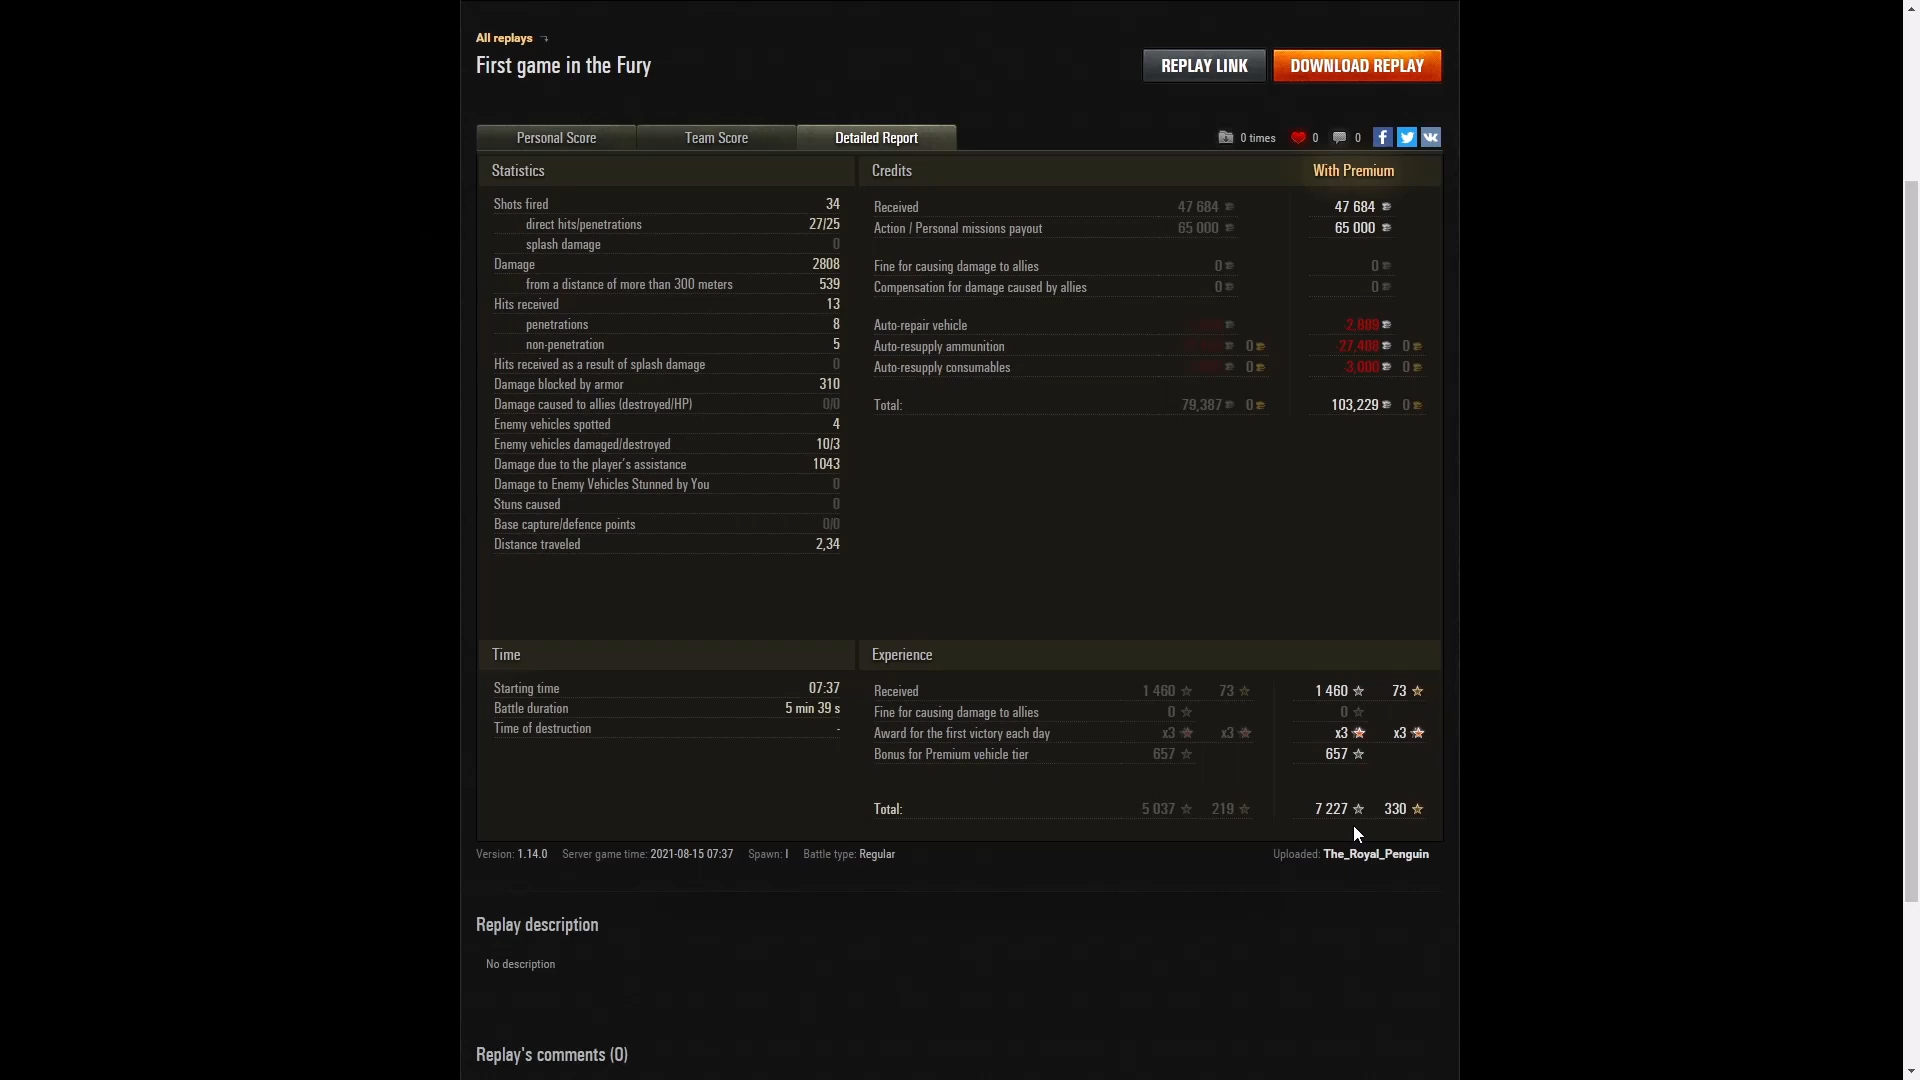 All replays
First game in the Fury
REPLAY LINK
DOWNLOAD REPLAY
Personal Score
Team Score
Detailed Report
0 times
0
0
Statistics
Shots fired 34
direct hits/penetrations 27/25
splash damage 0
Damage 2808
from a distance of more than 300 meters 539
Hits received 13
penetrations 8
non-penetration 5
Hits received as a result of splash damage 0
Damage blocked by armor 310
Damage caused to allies (destroyed/HP) 0/0
Enemy vehicles spotted 4
Enemy vehicles damaged/destroyed 10/3
Damage due to the player's assistance 1043
Damage to Enemy Vehicles Stunned by You 0
Stuns caused 0
Base capture/defence points 0/0
Distance traveled 2,34
Credits With Premium
Received 47 684 47 684
Action / Personal missions payout 65 000 65 000
Fine for causing damage to allies 0 0
Compensation for damage caused by allies 0 0
Auto-repair vehicle -2,889
Auto-resupply ammunition 0 -27,408 0
Auto-resupply consumables 0 -3,000 0
Total: 79,387 0 103,229 0
Time
Starting time 07:37
Battle duration 5 min 39 s
Time of destruction -
Experience
Received 1 460 73 1 460 73
Fine for causing damage to allies 0 0
Award for the first victory each day x3 x3 x3 x3
Bonus for Premium vehicle tier 657 657
Total: 5 037 219 7 227 330
Version: 1.14.0 Server game time: 2021-08-15 07:37 Spawn: I Battle type: Regular
Uploaded: The_Royal_Penguin
Replay description
No description
Replay's comments (0)